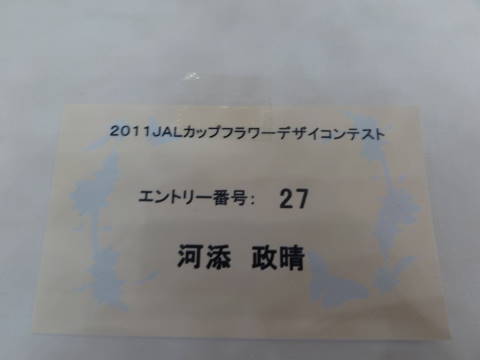 2011JALカップフラワーデザイコンテスト
エントリー番号: 27
河添 政晴